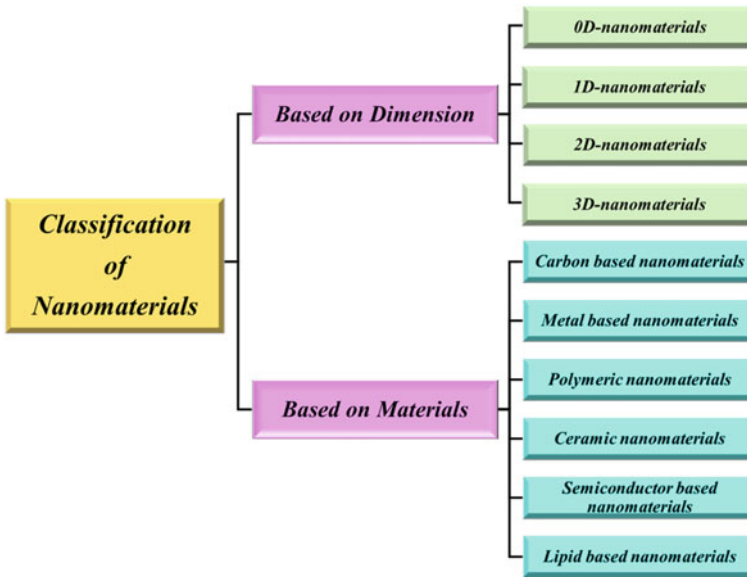 Classification
of
Nanomaterials
Based on Dimension
0D-nanomaterials
1D-nanomaterials
2D-nanomaterials
3D-nanomaterials
Based on Materials
Carbon based nanomaterials
Metal based nanomaterials
Polymeric nanomaterials
Ceramic nanomaterials
Semiconductor based
nanomaterials
Lipid based nanomaterials